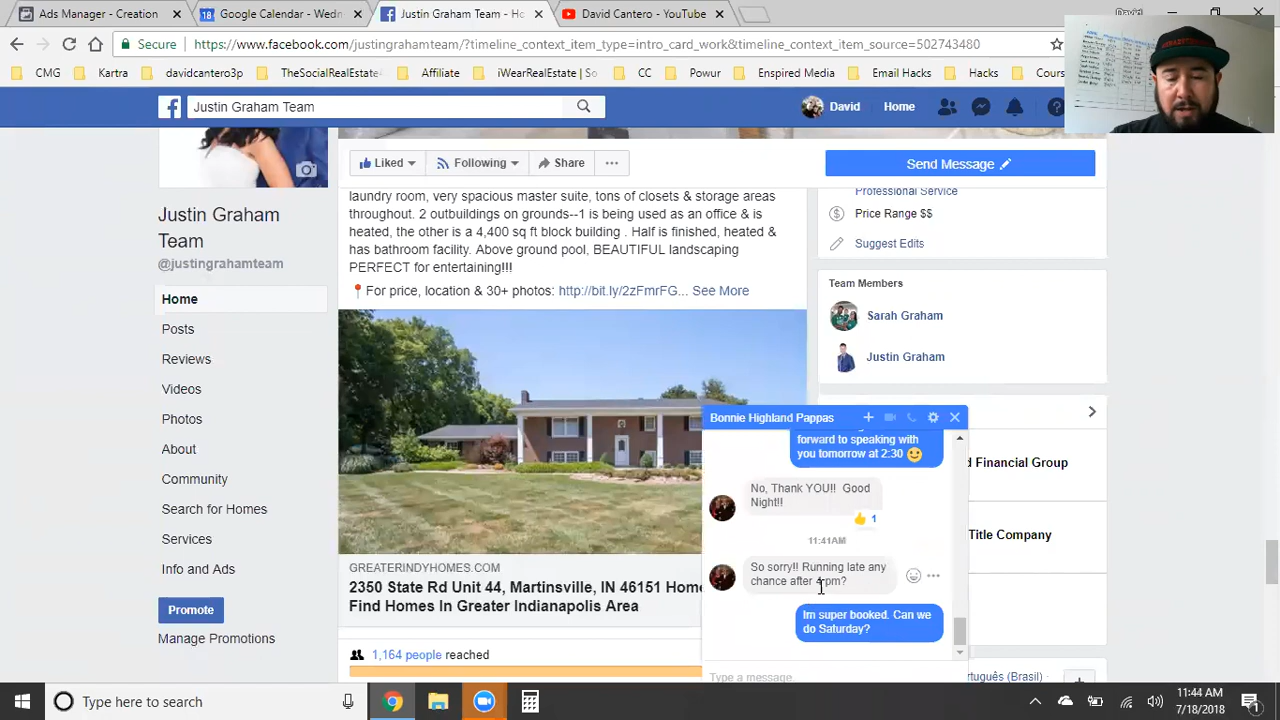 Ads Manager - Creation
Google Calendar - Wedn
Justin Graham Team - Ho
David Cantero - YouTube
Secure
https://www.facebook.com/justingrahamteam/?timeline_context_item_type=intro_card_work&timeline_context_item_source=502743480
CMG
Kartra
davidcantero3p
TheSocialRealEstate
iWearRealEstate | S
CC
Pow
Enspired Med
Email Hacks
Hacks
Cours
Justin Graham Team
David
Home
Liked
Following
Share
Send Message
Justin Graham
Team
@justingrahamteam
Home
Posts
Reviews
Videos
Photos
About
Community
Search for Homes
Services
Info and Ads
Promote
Manage Promotions
laundry room, very spacious master suite, tons of closets & storage areas
throughout. 2 outbuildings on grounds--1 is being used as an office & is
heated, the other is a 4,400 sq ft block building . Half is finished, heated &
has bathroom facility. Above ground pool, BEAUTIFUL landscaping
PERFECT for entertaining!!!
For price, location & 30+ photos: http://bit.ly/2zFmrFG... See More
GREATERINDYHOMES.COM
2350 State Rd Unit 44, Martinsville, IN 46151 Home
Find Homes In Greater Indianapolis Area
1,164 people reached
Professional Service
Price Range $$
Suggest Edits
Team Members
Sarah Graham
Justin Graham
d Financial Group
Title Company
Português (Brasil)
Bonnie Highland Pappas
forward to speaking with
you tomorrow at 2:30
No, Thank YOU!! Good
Night!!
1
11:41AM
So sorry!! Running late any
chance after 4 pm?
Im super booked. Can we
do Saturday?
Type a message...
Type here to search
11:44 AM
7/18/2018
1